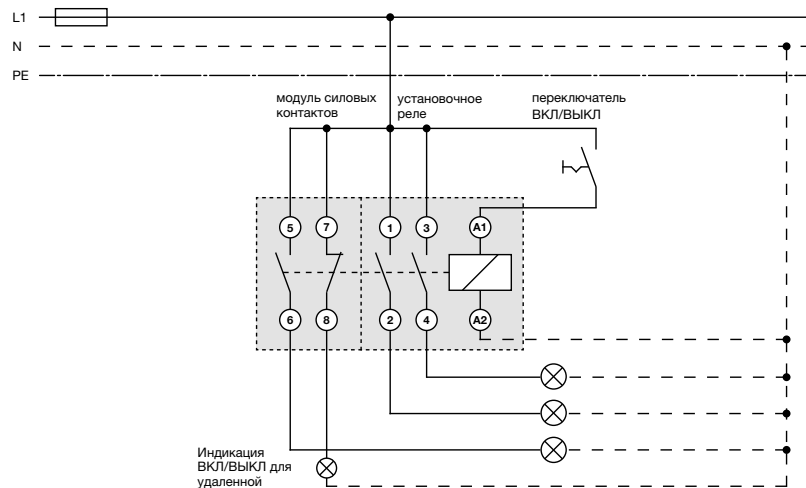 L1
N
PE
модуль силовых
контактов
установочное
реле
переключатель
ВКЛ/ВЫКЛ
5 7 1 3 A1
6 8 2 4 A2
Индикация
ВКЛ/ВЫКЛ для
удаленной